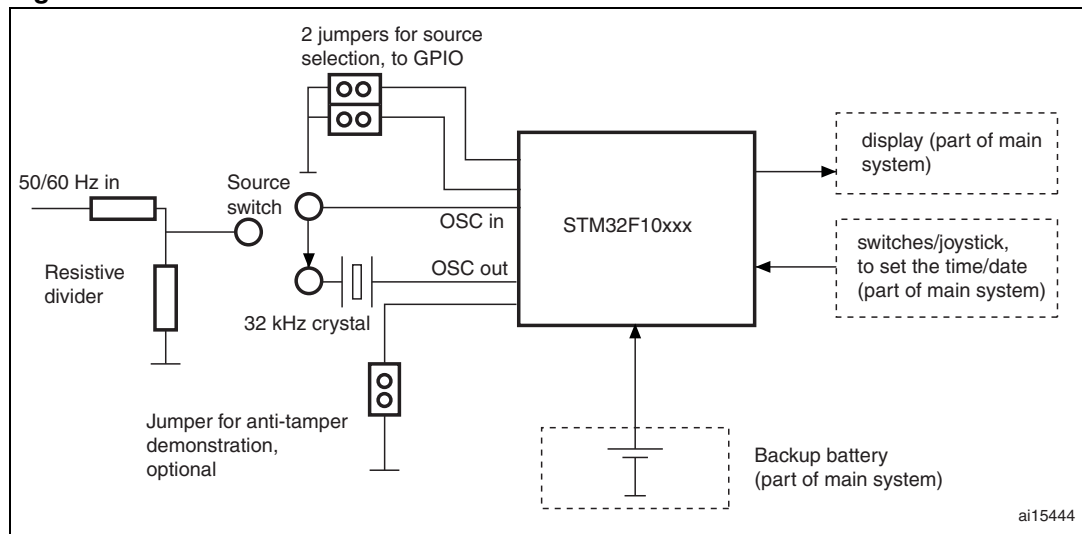 2 jumpers for source
selection, to GPIO
display (part of main
system)
50/60 Hz in
Source
switch
OSC in
STM32F10xxx
switches/joystick,
to set the time/date
(part of main system)
OSC out
Resistive
divider
32 kHz crystal
Jumper for anti-tamper
demonstration,
optional
Backup battery
(part of main system)
ai15444